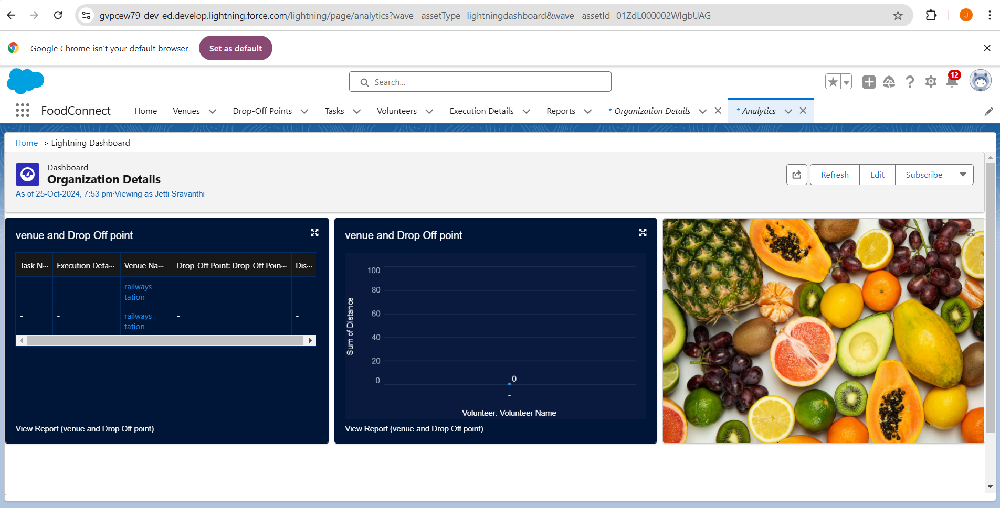 gvpcew79-dev-ed.develop.lightning.force.com/lightning/page/analytics?wave__assetType=lightningdashboard&wave__assetId=01ZdL000002WIgbUAG
J
Google Chrome isn't your default browser
Set as default
Search...
12
FoodConnect
Home
Venues
Drop-Off Points
Tasks
Volunteers
Execution Details
Reports
* Organization Details
* Analytics
Home > Lightning Dashboard
Dashboard
Organization Details
As of 25-Oct-2024, 7:53 pm·Viewing as Jetti Sravanthi
Refresh
Edit
Subscribe
venue and Drop Off point
Task N... Execution Deta... Venue Na... Drop-Off Point: Drop-Off Poin... Dis...
- - railways - -
tation
- - railways - -
tation
View Report (venue and Drop Off point)
venue and Drop Off point
Sum of Distance
100
80
60
40
20
0
0
-
Volunteer: Volunteer Name
View Report (venue and Drop Off point)
`